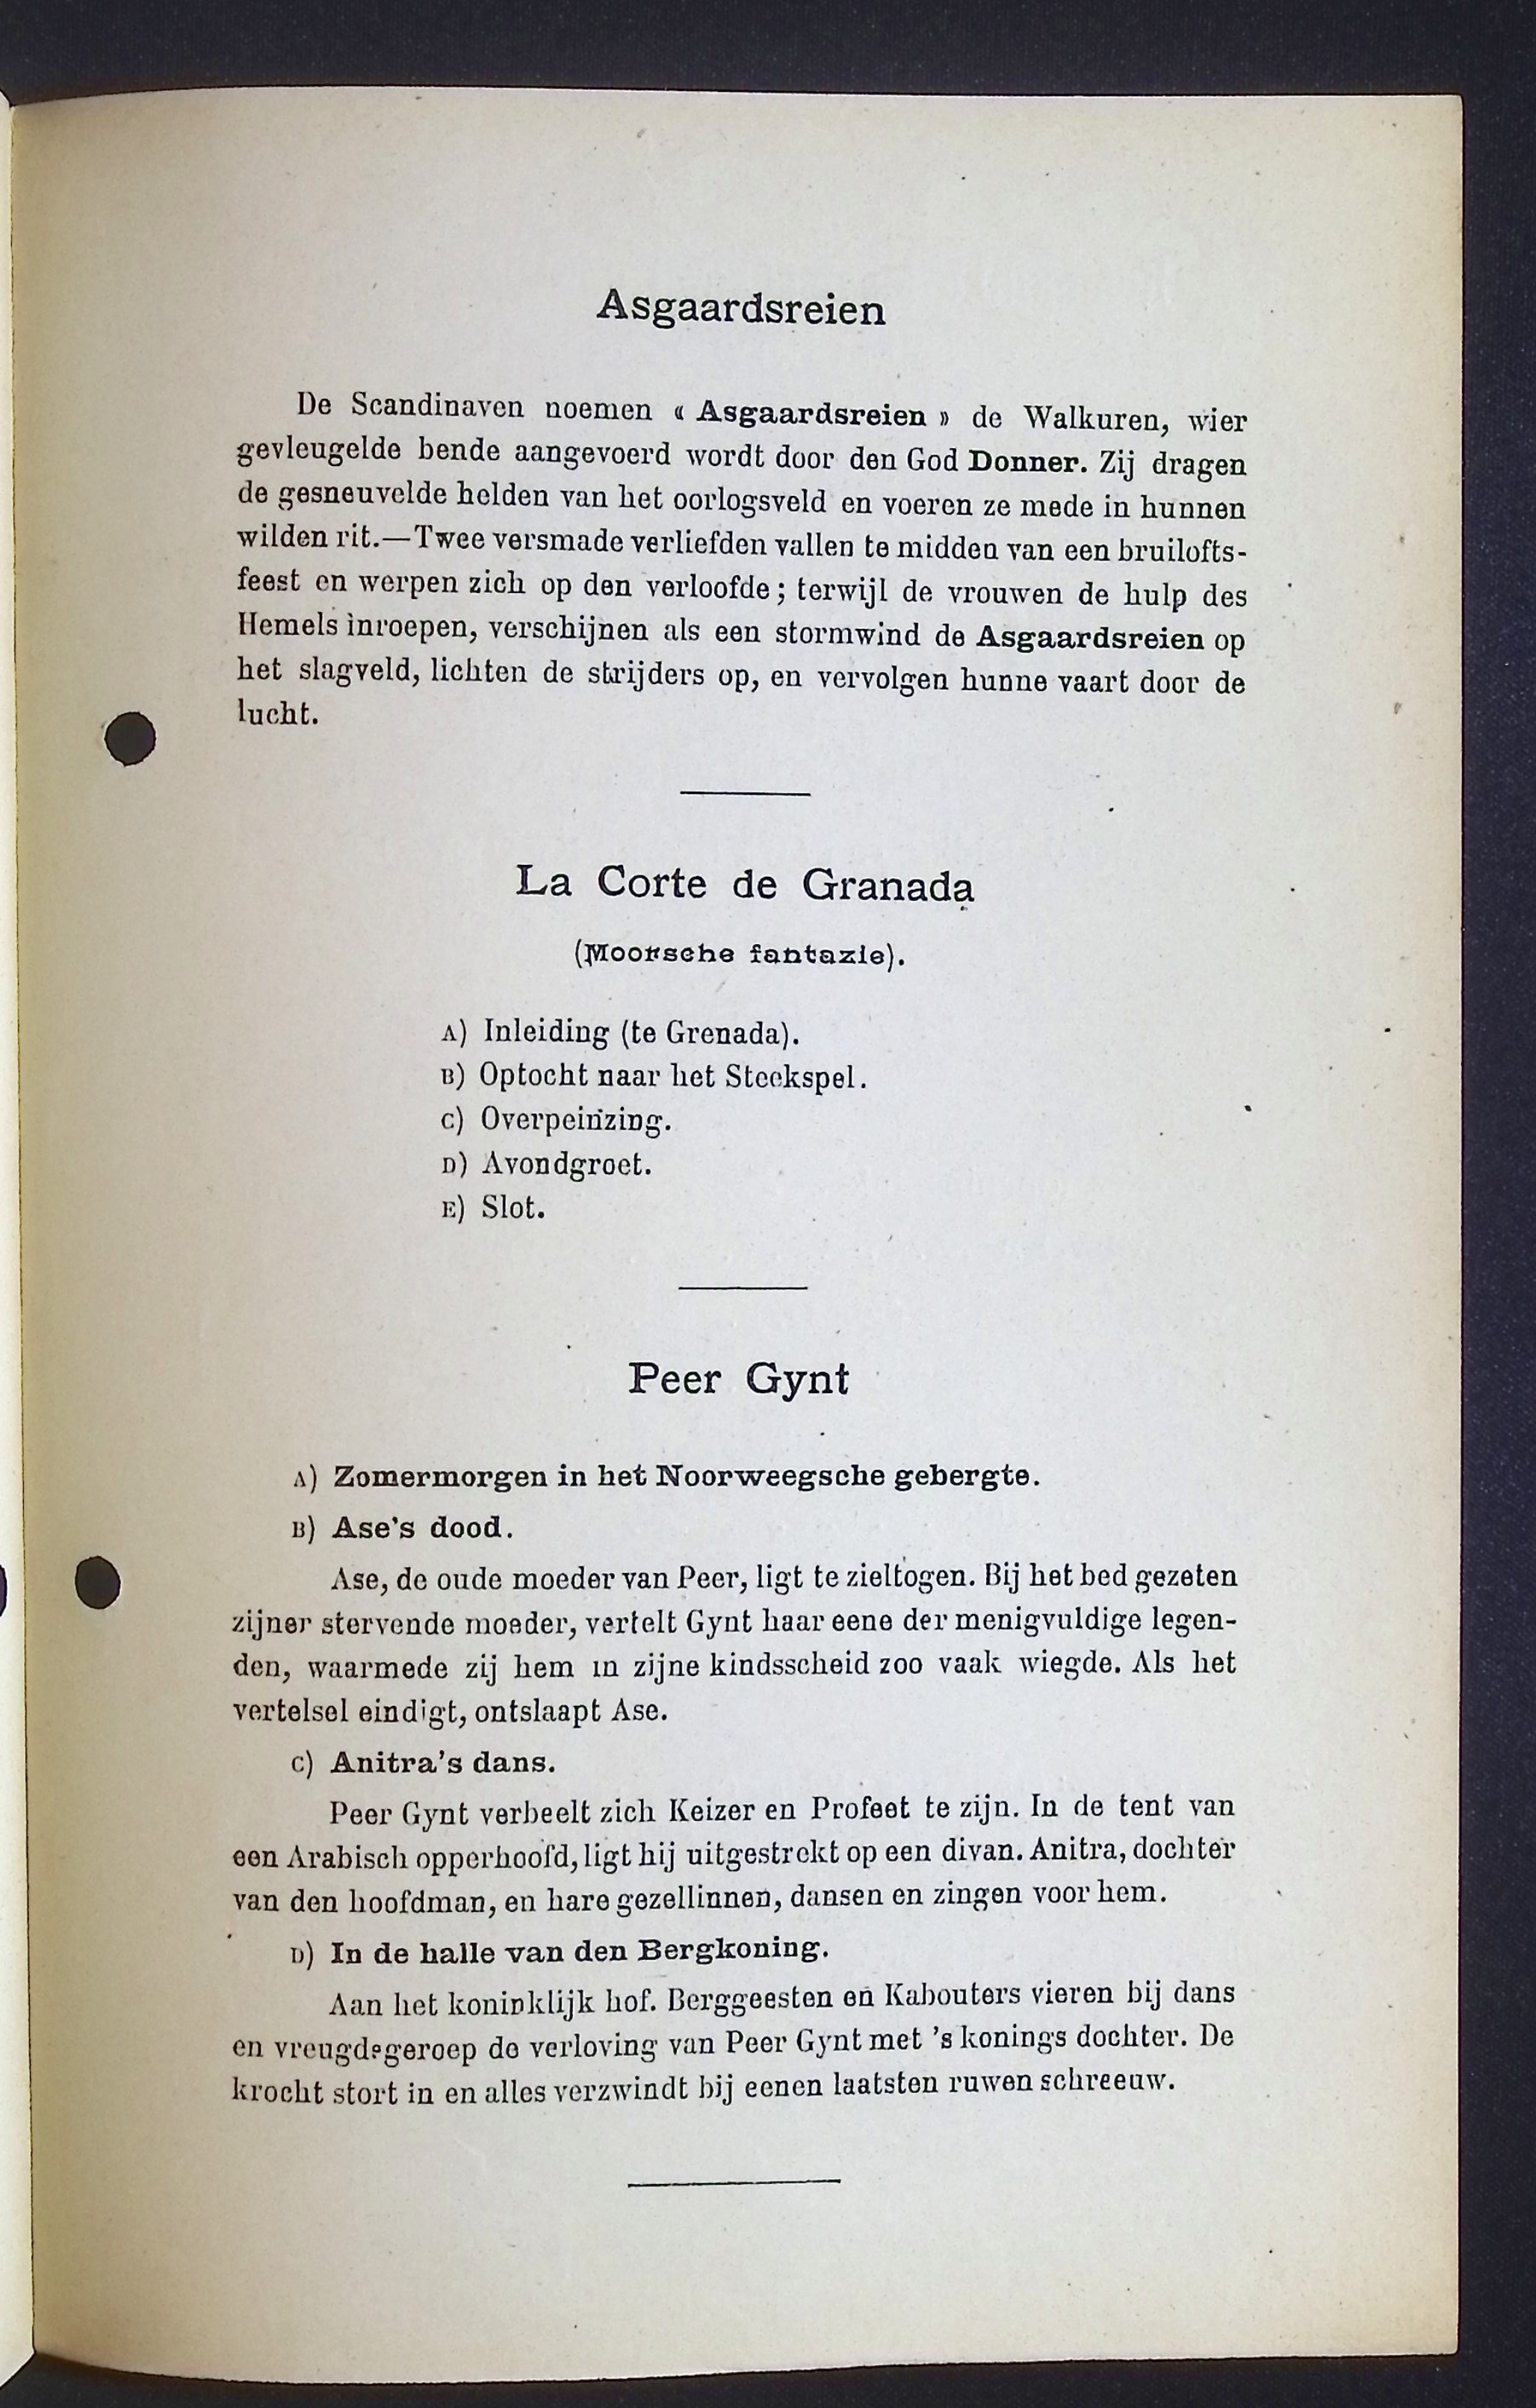 Asgaardsreien
De Scandinaven noemen « Asgaardsreien » de Walkuren, wier
gevleugelde bende aangevoerd wordt door den God Donner. Zij dragen
de gesneuvelde helden van het oorlogsveld en voeren ze mede in hunnen
wilden rit.—Twee versmade verliefden vallen te midden van een bruilofts-
feest en werpen zich op den verloofde; terwijl de vrouwen de hulp des
Hemels inroepen, verschijnen als een stormwind de Asgaardsreien op
het slagveld, lichten de strijders op, en vervolgen hunne vaart door de
lucht.
La Corte de Granada
(Moorsche fantazie).
A) Inleiding (te Grenada).
B) Optocht naar het Steekspel.
C) Overpeinzing.
D) Avondgroet.
E) Slot.
Peer Gynt
A) Zomermorgen in het Noorweegsche gebergte.
B) Ase's dood.
Ase, de oude moeder van Peer, ligt te zieltogen. Bij het bed gezeten
zijner stervende moeder, vertelt Gynt haar eene der menigvuldige legen-
den, waarmede zij hem in zijne kindsscheid zoo vaak wiegde. Als het
vertelsel eindigt, ontslaapt Ase.
C) Anitra's dans.
Peer Gynt verbeelt zich Keizer en Profeet te zijn. In de tent van
een Arabisch opperhoofd, ligt hij uitgestrekt op een divan. Anitra, dochter
van den hoofdman, en hare gezellinnen, dansen en zingen voor hem.
D) In de halle van den Bergkoning.
Aan het koninklijk hof. Berggeesten en Kabouters vieren bij dans
en vreugdegeroep de verloving van Peer Gynt met 's konings dochter. De
krocht stort in en alles verzwindt bij eenen laatsten ruwen schreeuw.